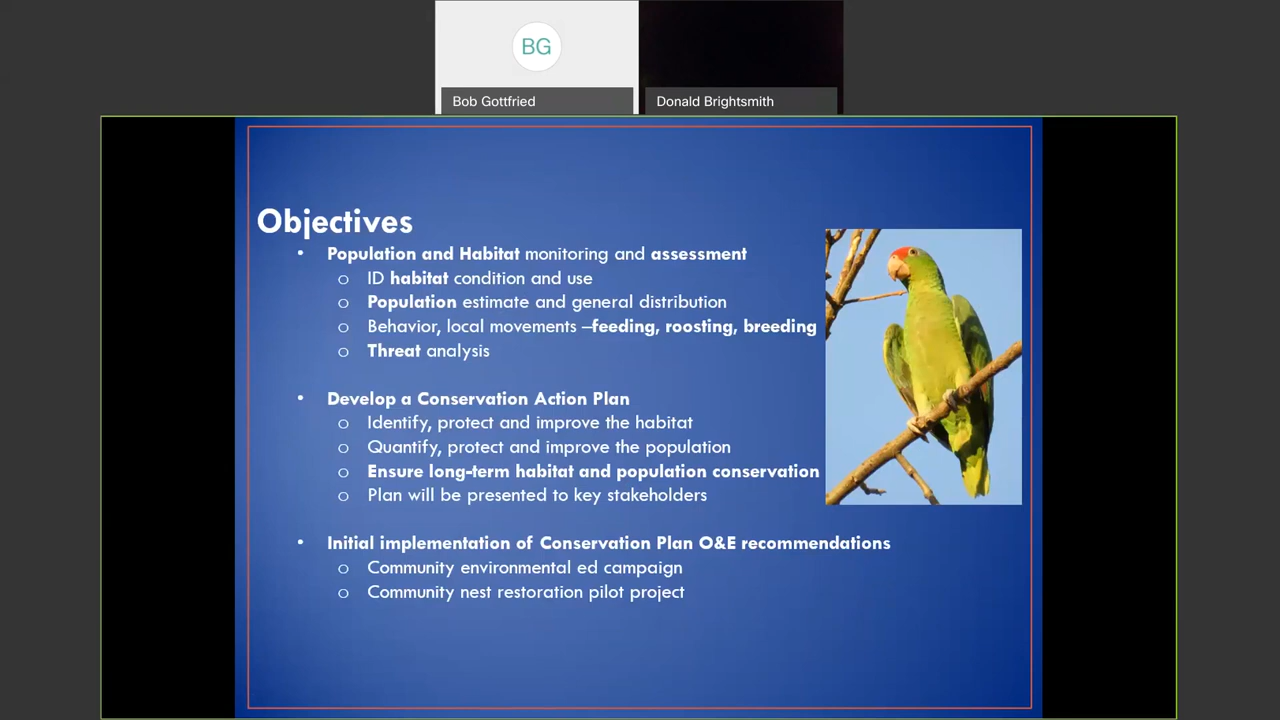 BG
Bob Gottfried
Donald Brightsmith
Objectives
• Population and Habitat monitoring and assessment
o ID habitat condition and use
o Population estimate and general distribution
o Behavior, local movements –feeding, roosting, breeding
o Threat analysis
• Develop a Conservation Action Plan
o Identify, protect and improve the habitat
o Quantify, protect and improve the population
o Ensure long-term habitat and population conservation
o Plan will be presented to key stakeholders
• Initial implementation of Conservation Plan O&E recommendations
o Community environmental ed campaign
o Community nest restoration pilot project